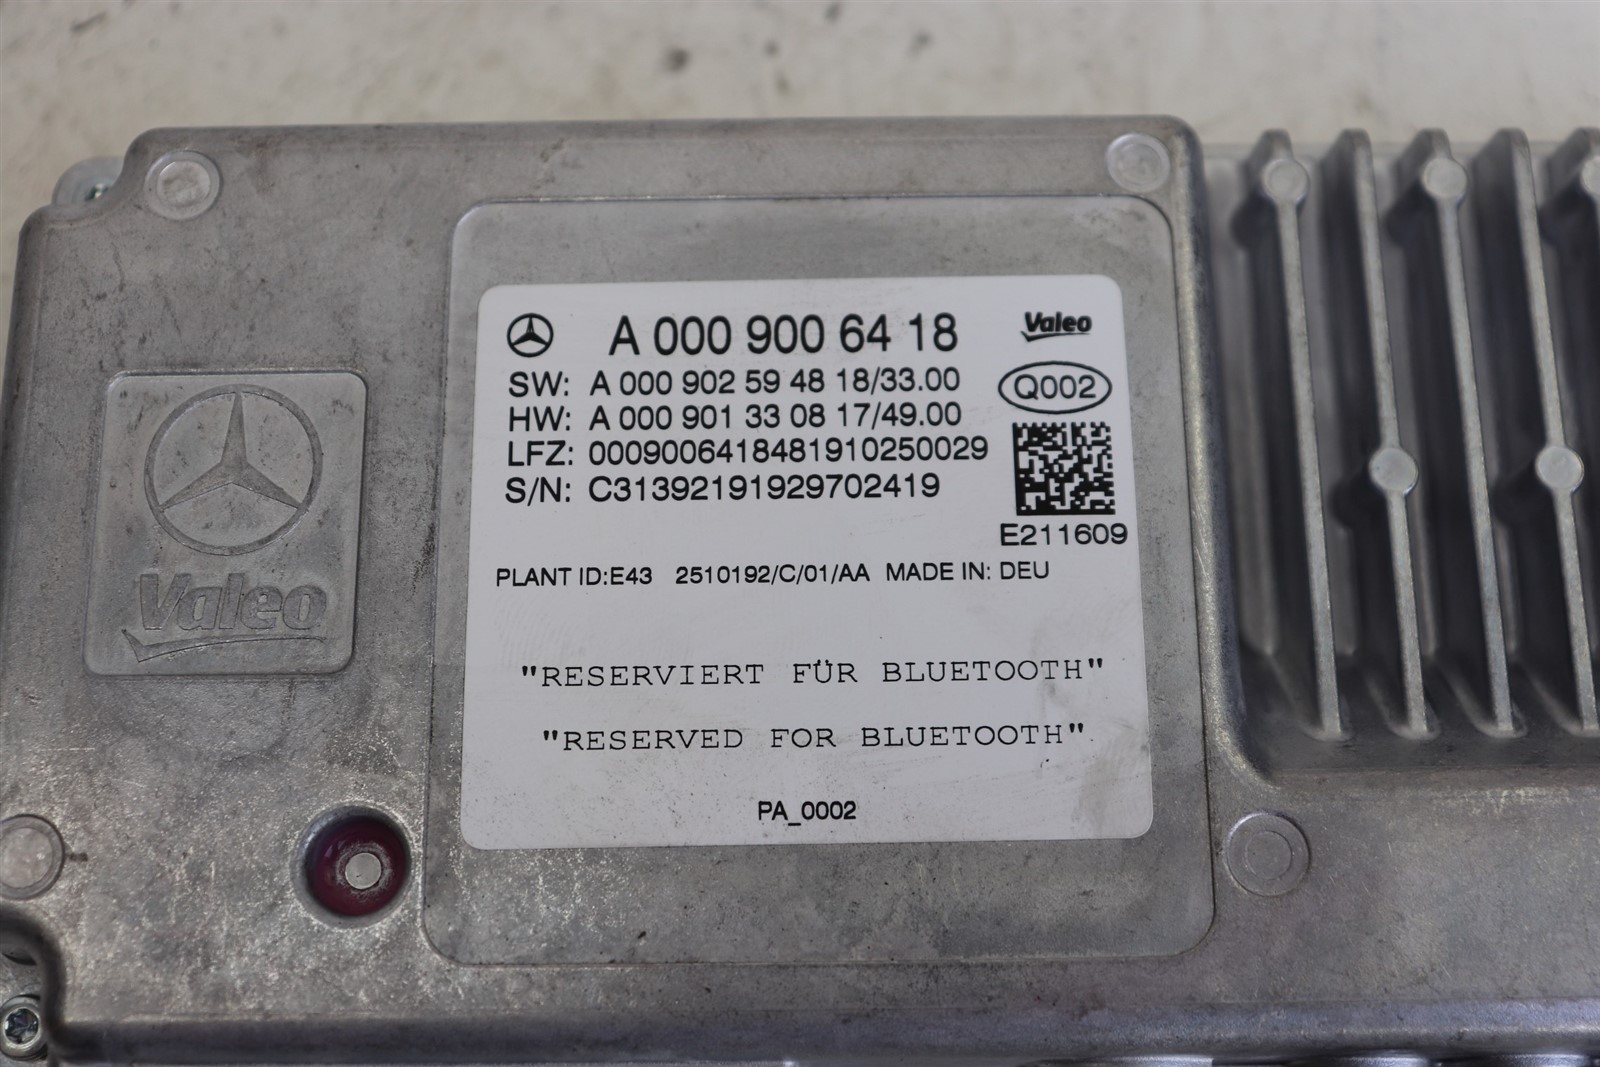 A 000 900 64 18
Valeo
SW: A 000 902 59 48 18/33.00
Q002
HW: A 000 901 33 08 17/49.00
LFZ: 0009006418481910250029
S/N: C31392191929702419
E211609
PLANT ID:E43 2510192/C/01/AA MADE IN: DEU
Valeo
"RESERVIERT FÜR BLUETOOTH"
"RESERVED FOR BLUETOOTH"
PA_0002